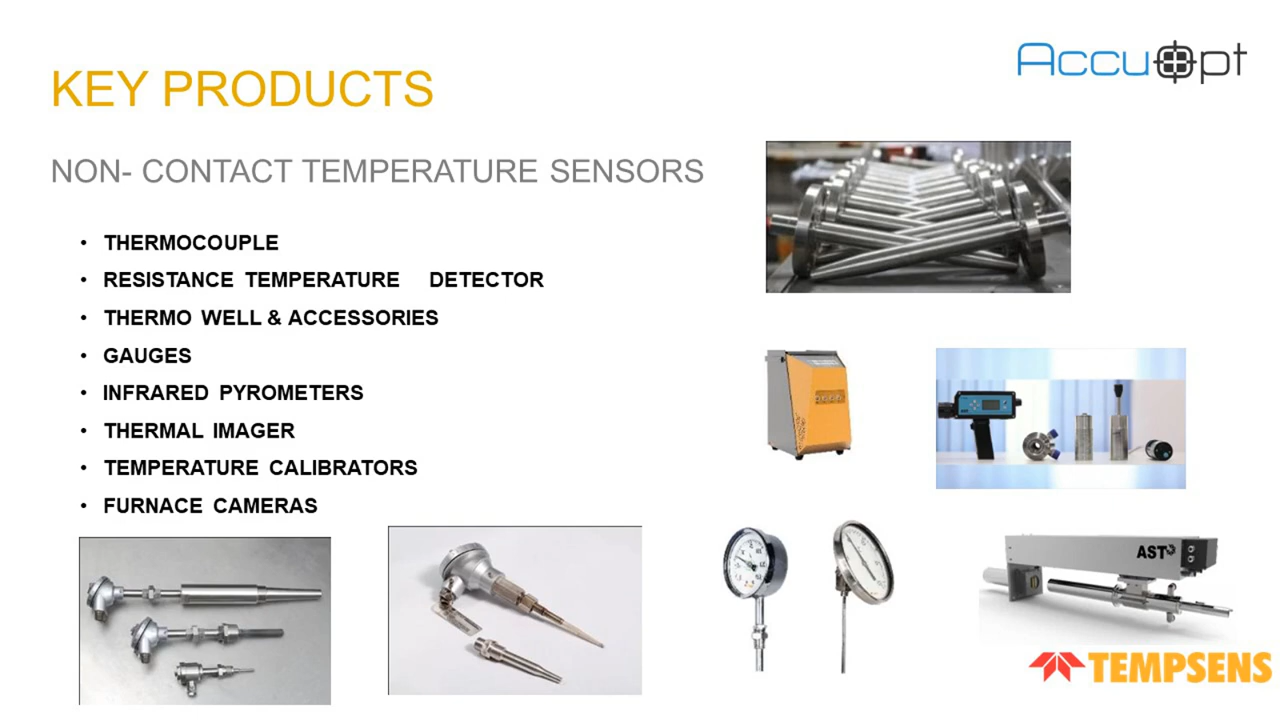 AccuOpt
KEY PRODUCTS
NON- CONTACT TEMPERATURE SENSORS
• THERMOCOUPLE
• RESISTANCE TEMPERATURE DETECTOR
• THERMO WELL & ACCESSORIES
• GAUGES
• INFRARED PYROMETERS
• THERMAL IMAGER
• TEMPERATURE CALIBRATORS
• FURNACE CAMERAS
AST
TEMPSENS